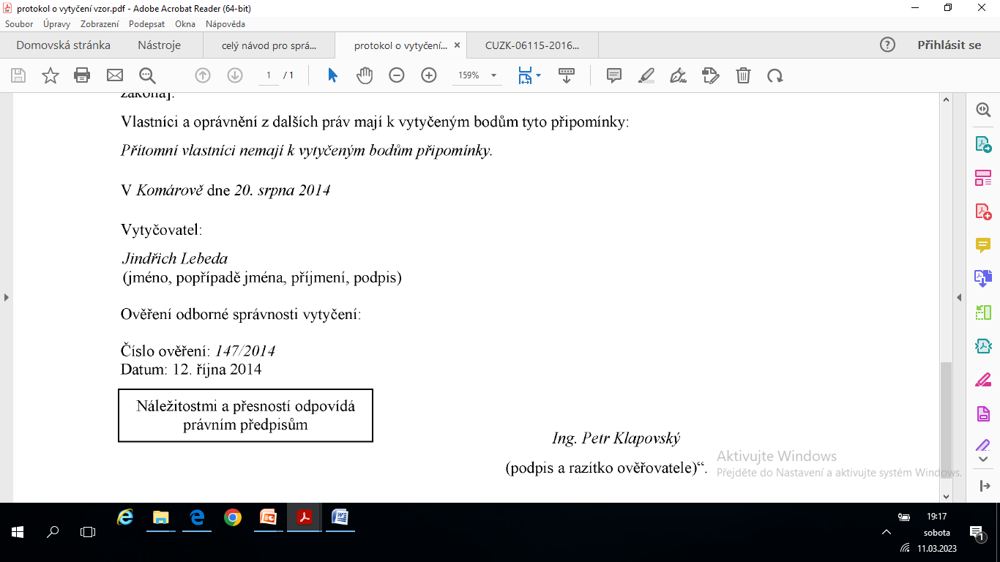 protokol o vytyčení vzor.pdf - Adobe Acrobat Reader (64-bit)
Soubor Úpravy Zobrazení Podepsat Okna Nápověda
Domovská stránka Nástroje celý návod pro sprá... protokol o vytyčení... × CUZK-06115-2016... Přihlásit se
1 / 1 159%
zákona].
Vlastníci a oprávnění z dalších práv mají k vytyčeným bodům tyto připomínky:
Přítomní vlastníci nemají k vytyčeným bodům připomínky.
V Komárově dne 20. srpna 2014
Vytyčovatel:
Jindřich Lebeda
(jméno, popřípadě jména, příjmení, podpis)
Ověření odborné správnosti vytyčení:
Číslo ověření: 147/2014
Datum: 12. října 2014
Náležitostmi a přesností odpovídá
právním předpisům
Ing. Petr Klapovský
(podpis a razítko ověřovatele)“.
Aktivujte Windows
Přejděte do Nastavení a aktivujte systém Windows.
19:17
sobota
11.03.2023
1